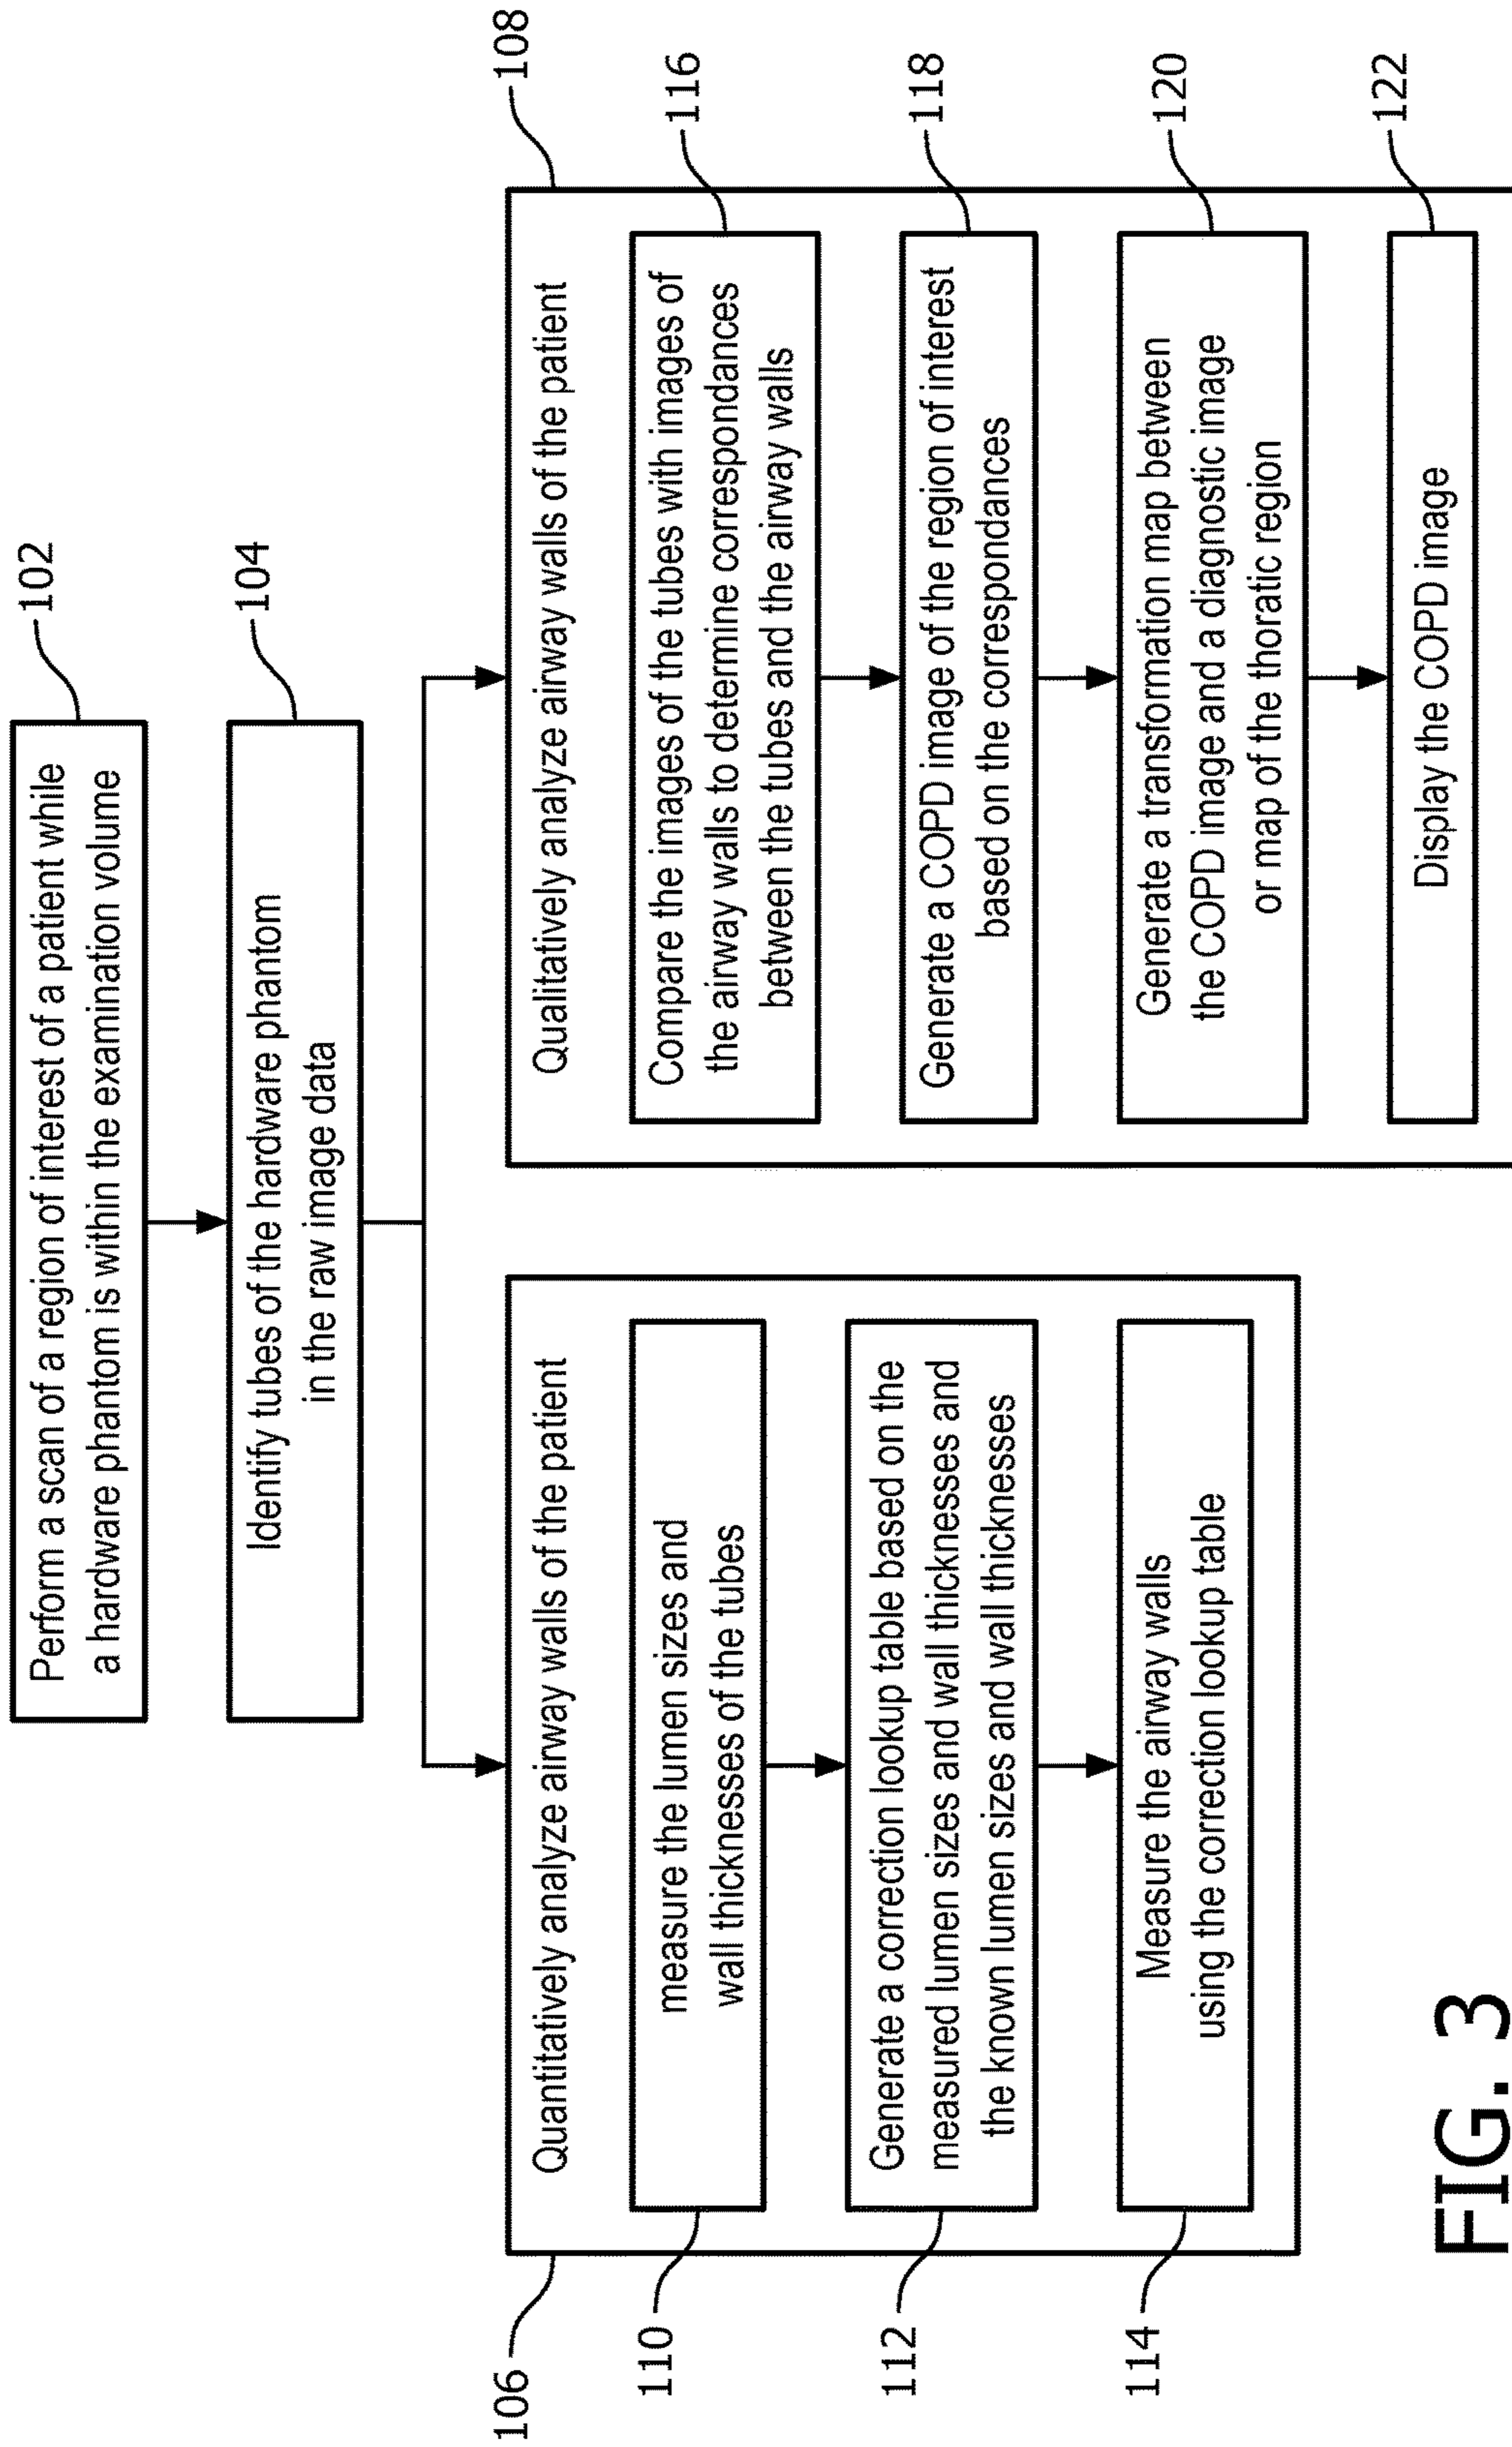 102
Perform a scan of a region of interest of a patient while
a hardware phantom is within the examination volume
104
Identify tubes of the hardware phantom
in the raw image data
106
Quantitatively analyze airway walls of the patient
110
measure the lumen sizes and
wall thicknesses of the tubes
112
Generate a correction lookup table based on the
measured lumen sizes and wall thicknesses and
the known lumen sizes and wall thicknesses
114
Measure the airway walls
using the correction lookup table
108
Qualitatively analyze airway walls of the patient
116
Compare the images of the tubes with images of
the airway walls to determine correspondances
between the tubes and the airway walls
118
Generate a COPD image of the region of interest
based on the correspondances
120
Generate a transformation map between
the COPD image and a diagnostic image
or map of the thoratic region
122
Display the COPD image
FIG. 3